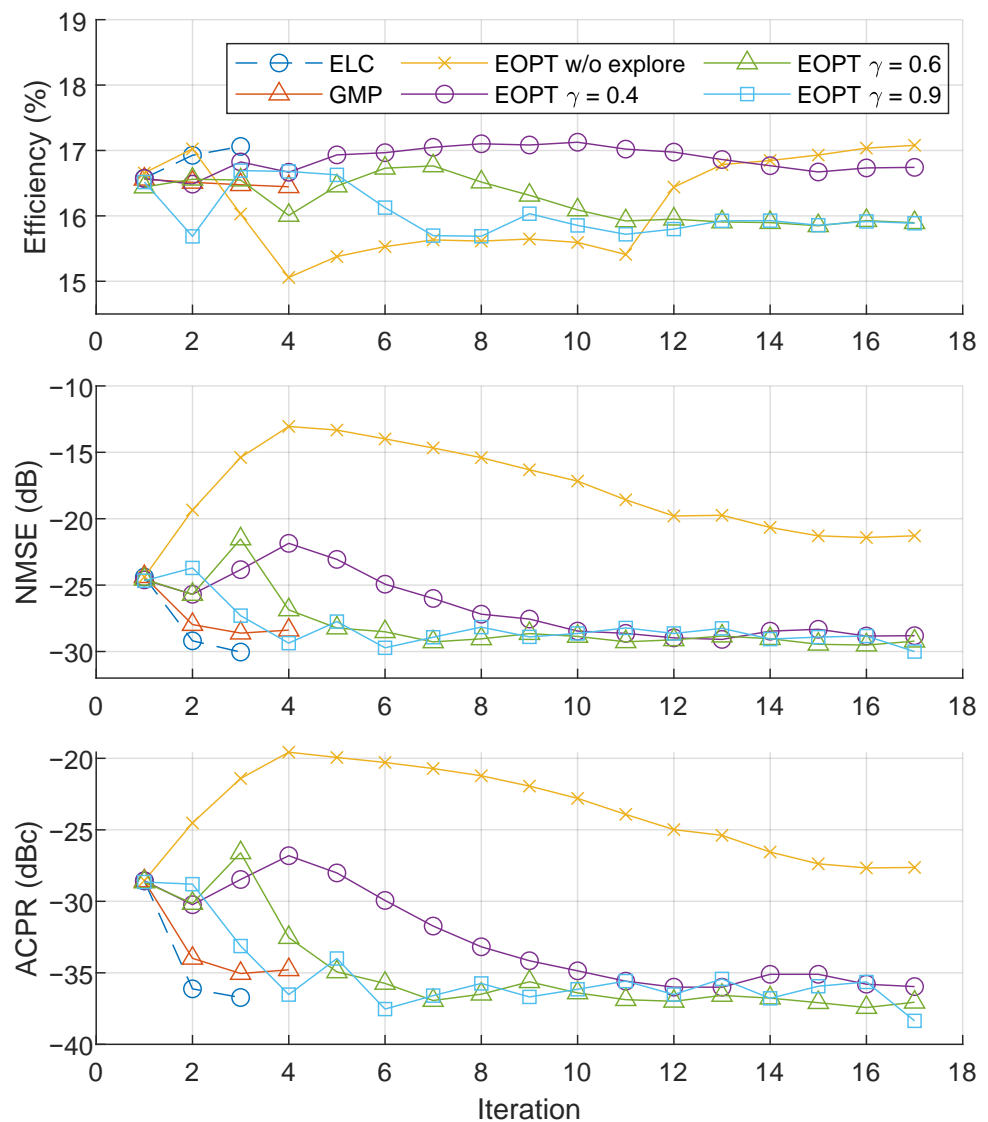 19
18
17
16
15
Efficiency (%)
ELC
EOPT w/o explore
EOPT γ = 0.6
GMP
EOPT γ = 0.4
EOPT γ = 0.9
0 2 4 6 8 10 12 14 16 18
−10
−15
−20
−25
−30
NMSE (dB)
0 2 4 6 8 10 12 14 16 18
−20
−25
−30
−35
−40
ACPR (dBc)
0 2 4 6 8 10 12 14 16 18
Iteration